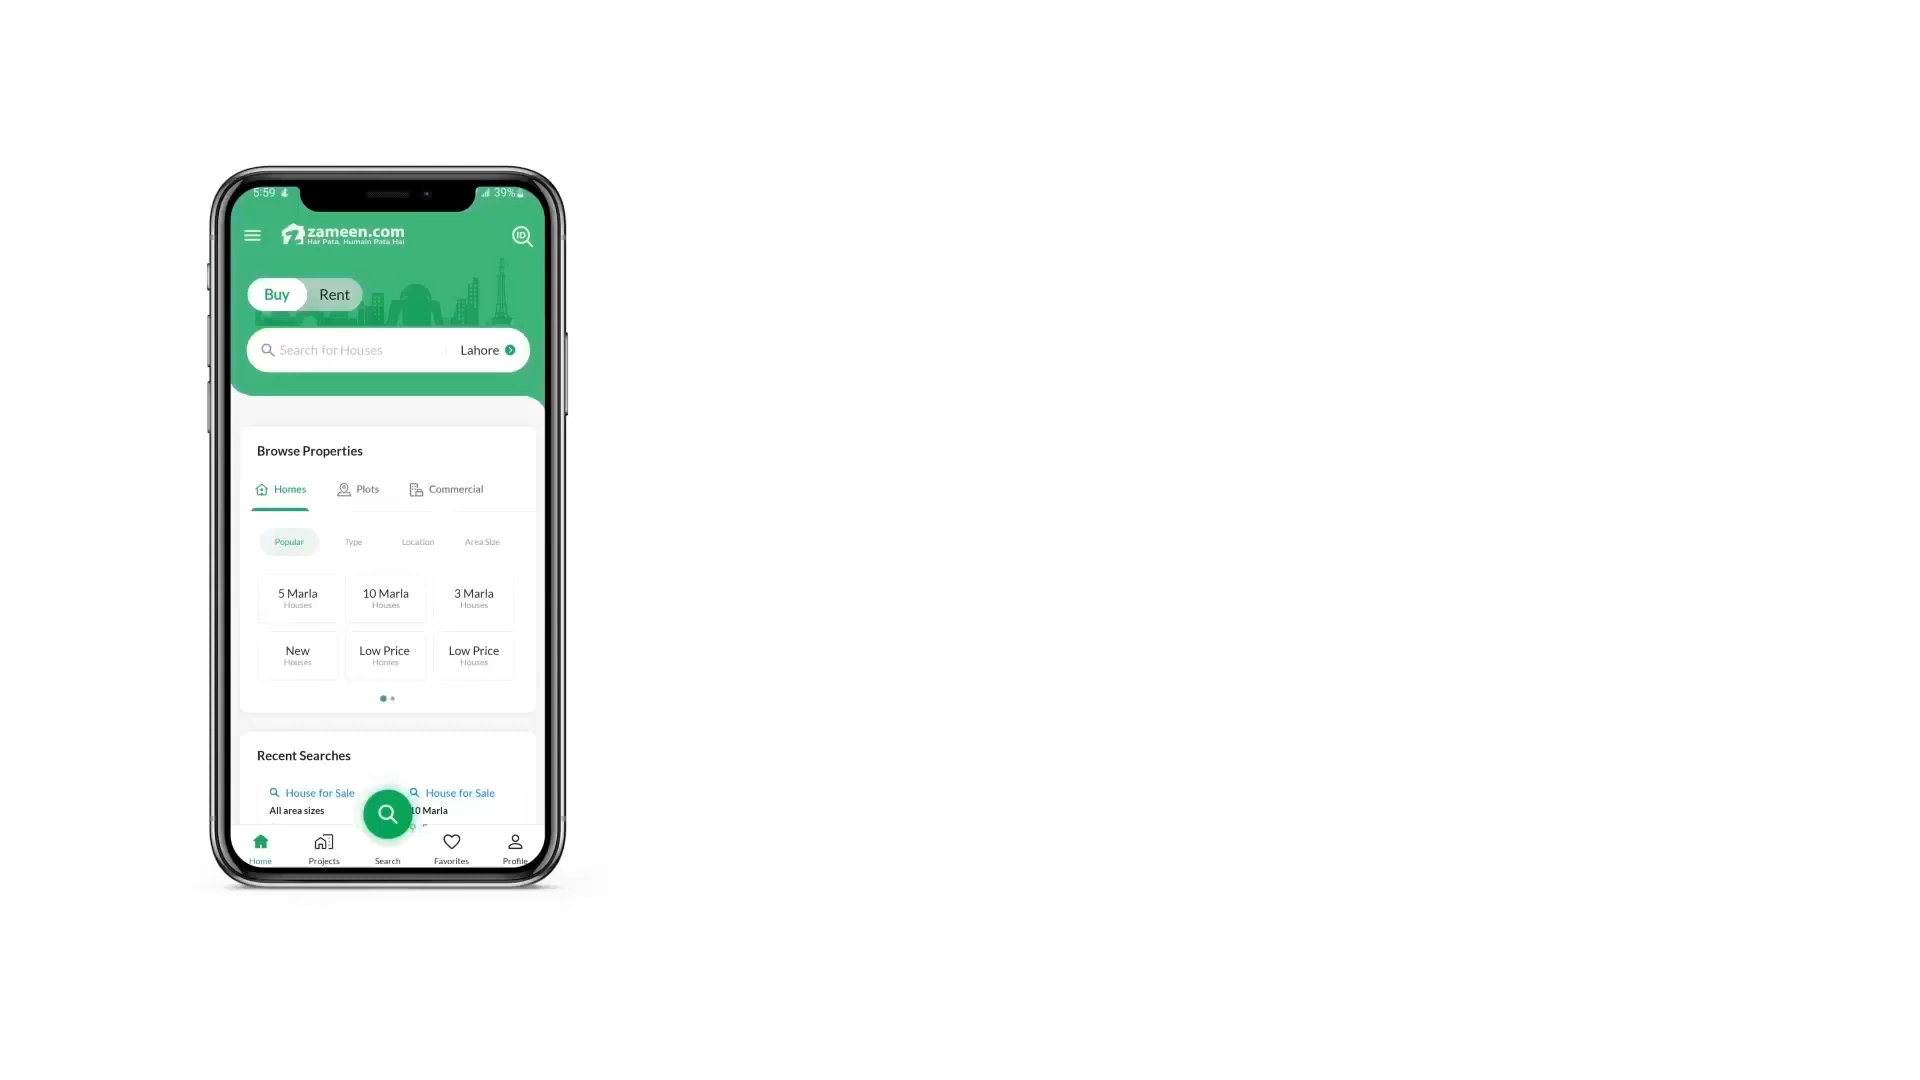 5:59 39%
zameen.com
Har Pata, Humain Pata Hai
ID
Buy Rent
Search for Houses Lahore
Browse Properties
Homes Plots Commercial
Popular Type Location Area Size
5 Marla 10 Marla 3 Marla
Houses Houses Houses
New Low Price Low Price
Houses Homes Houses
Recent Searches
House for Sale House for Sale
All area sizes 10 Marla
Home Projects Search Favorites Profile